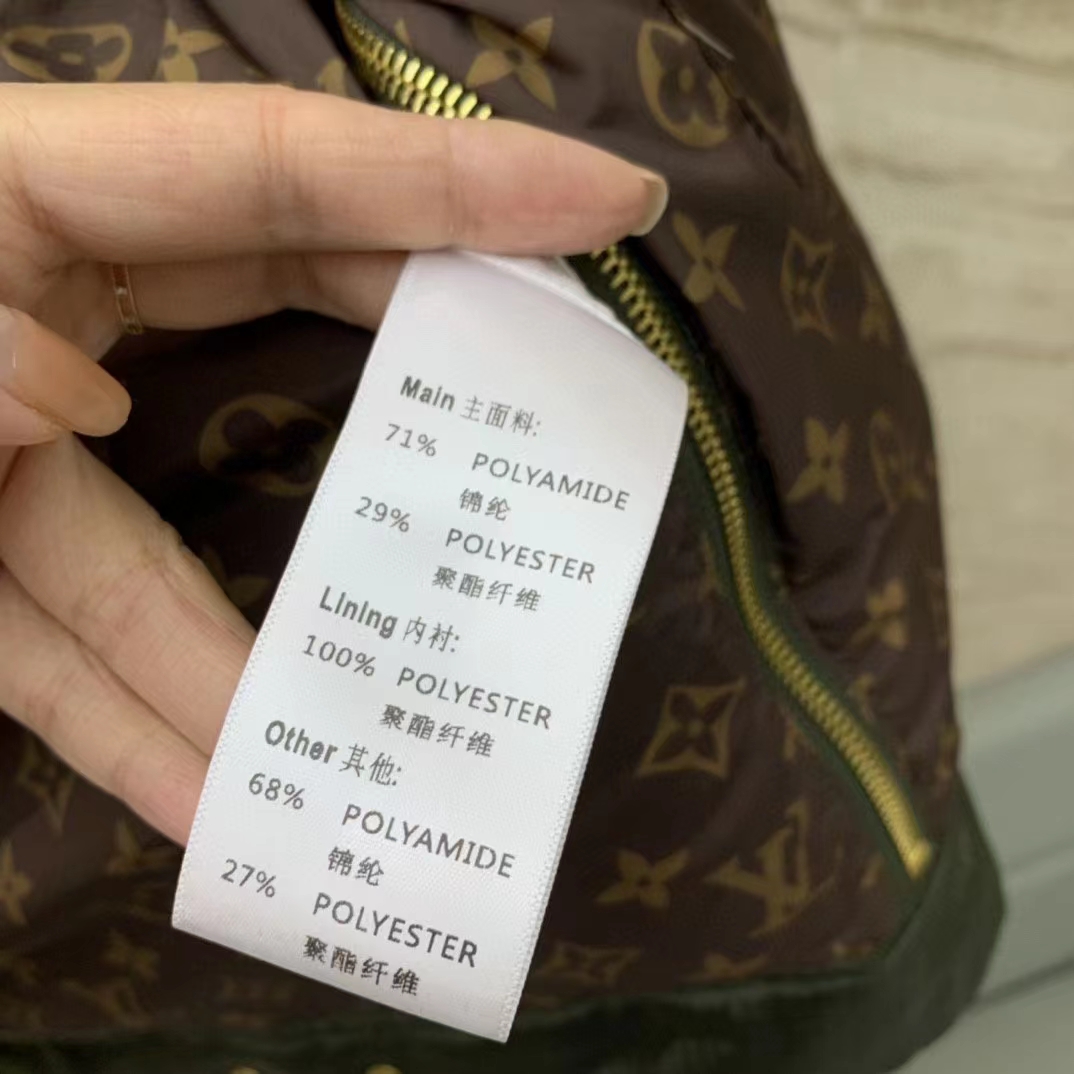 Main 主面料:
71% POLYAMIDE
锦纶
29% POLYESTER
聚酯纤维
Lining 内衬:
100% POLYESTER
聚酯纤维
Other 其他:
68% POLYAMIDE
锦纶
27% POLYESTER
聚酯纤维